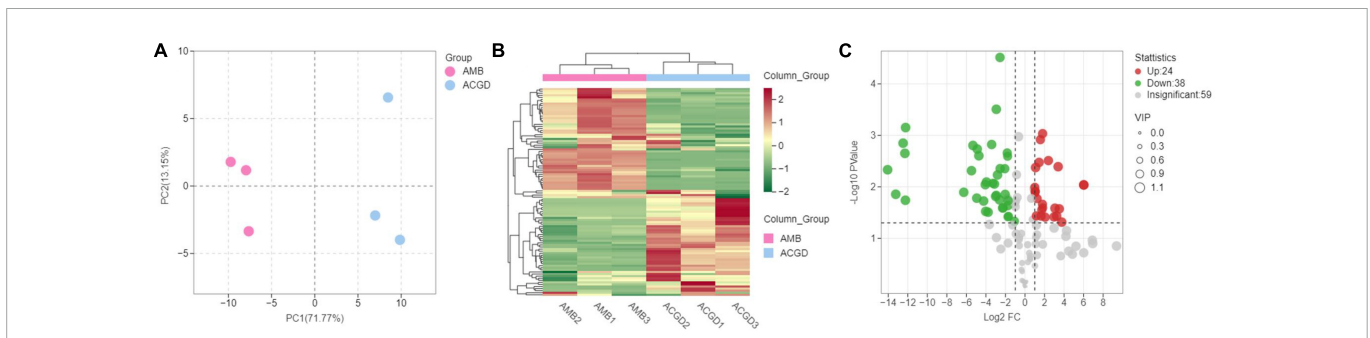 A
10
5
0
−5
PC2(13.15%)
−10
−5
0
5
10
PC1(71.77%)
Group
AMB
ACGD
B
AMB2
AMB1
AMB3
ACGD2
ACGD1
ACGD3
Column_Group
2
1
0
−1
−2
Column_Group
AMB
ACGD
C
4
3
2
1
-Log10 PValue
−14
−12
−10
−8
−6
−4
−2
0
2
4
6
8
Log2 FC
Stattistics
Up:24
Down:38
Insignificant:59
VIP
0.0
0.3
0.6
0.9
1.1